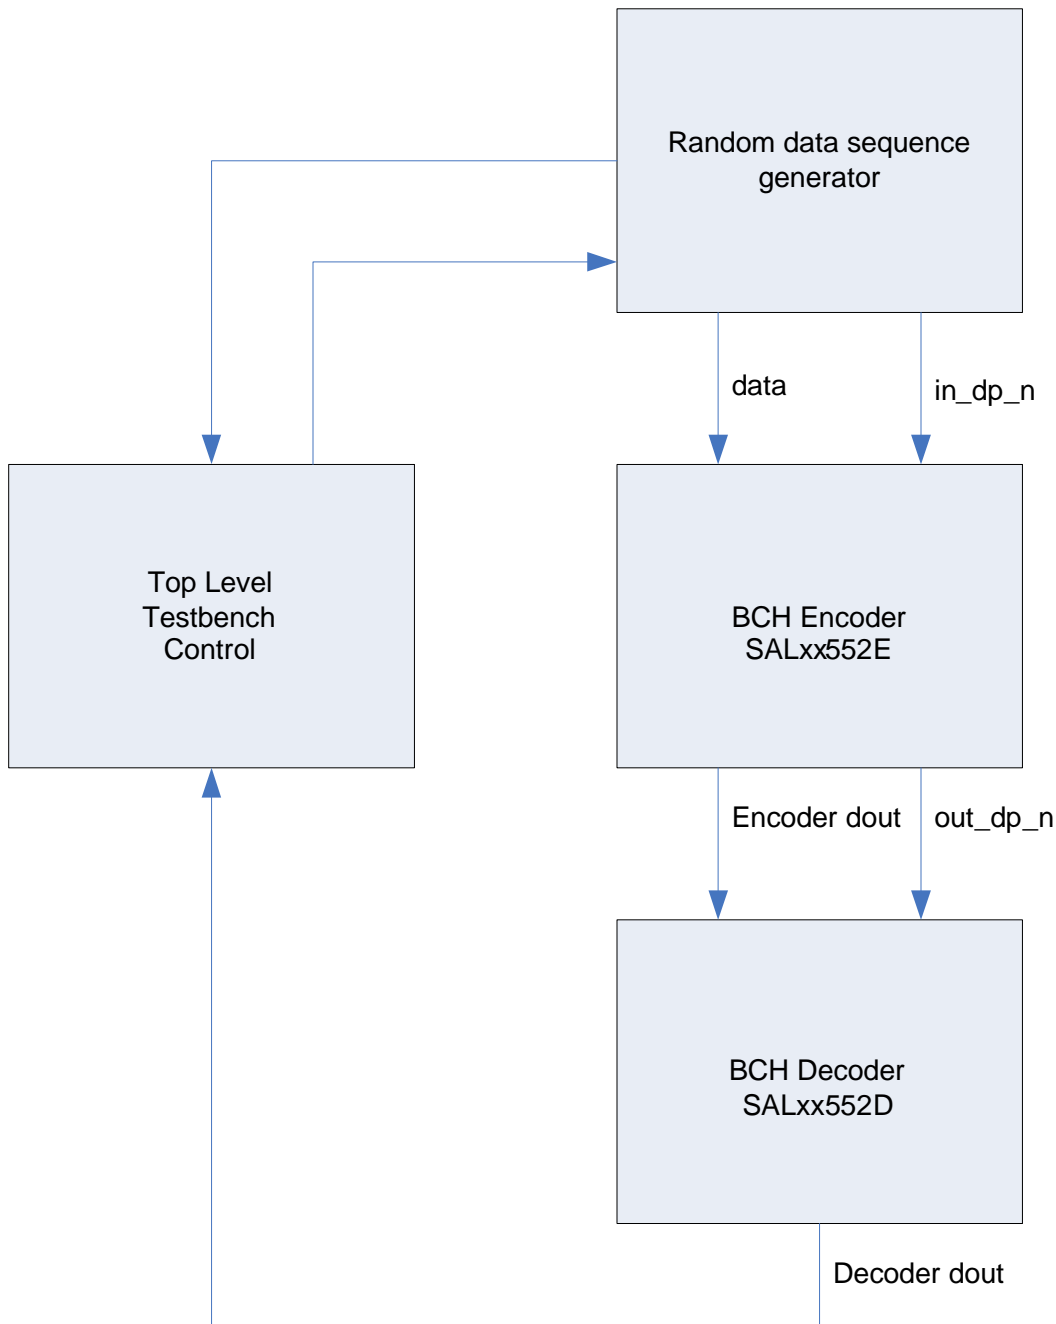 Random data sequence
generator
data
in_dp_n
Top Level
Testbench
Control
BCH Encoder
SALxx552E
Encoder dout
out_dp_n
BCH Decoder
SALxx552D
Decoder dout